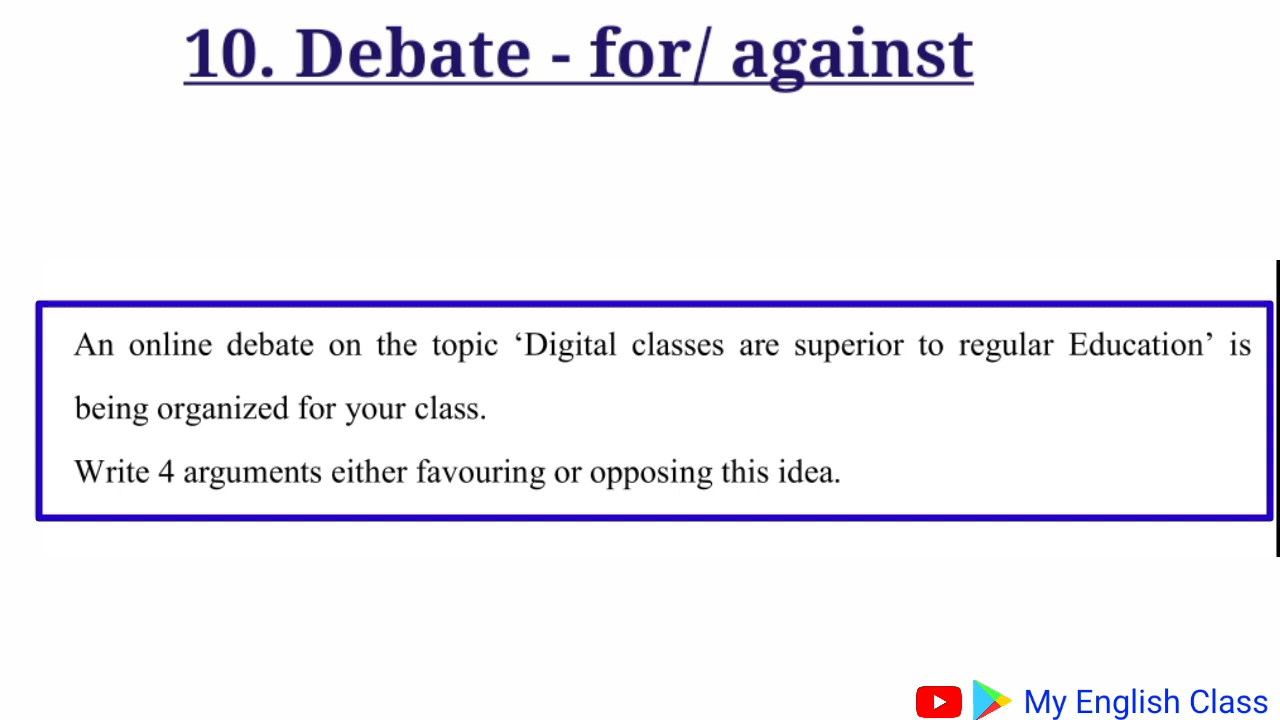 10. Debate - for/ against
An online debate on the topic ‘Digital classes are superior to regular Education’ is
being organized for your class.
Write 4 arguments either favouring or opposing this idea.
My English Class